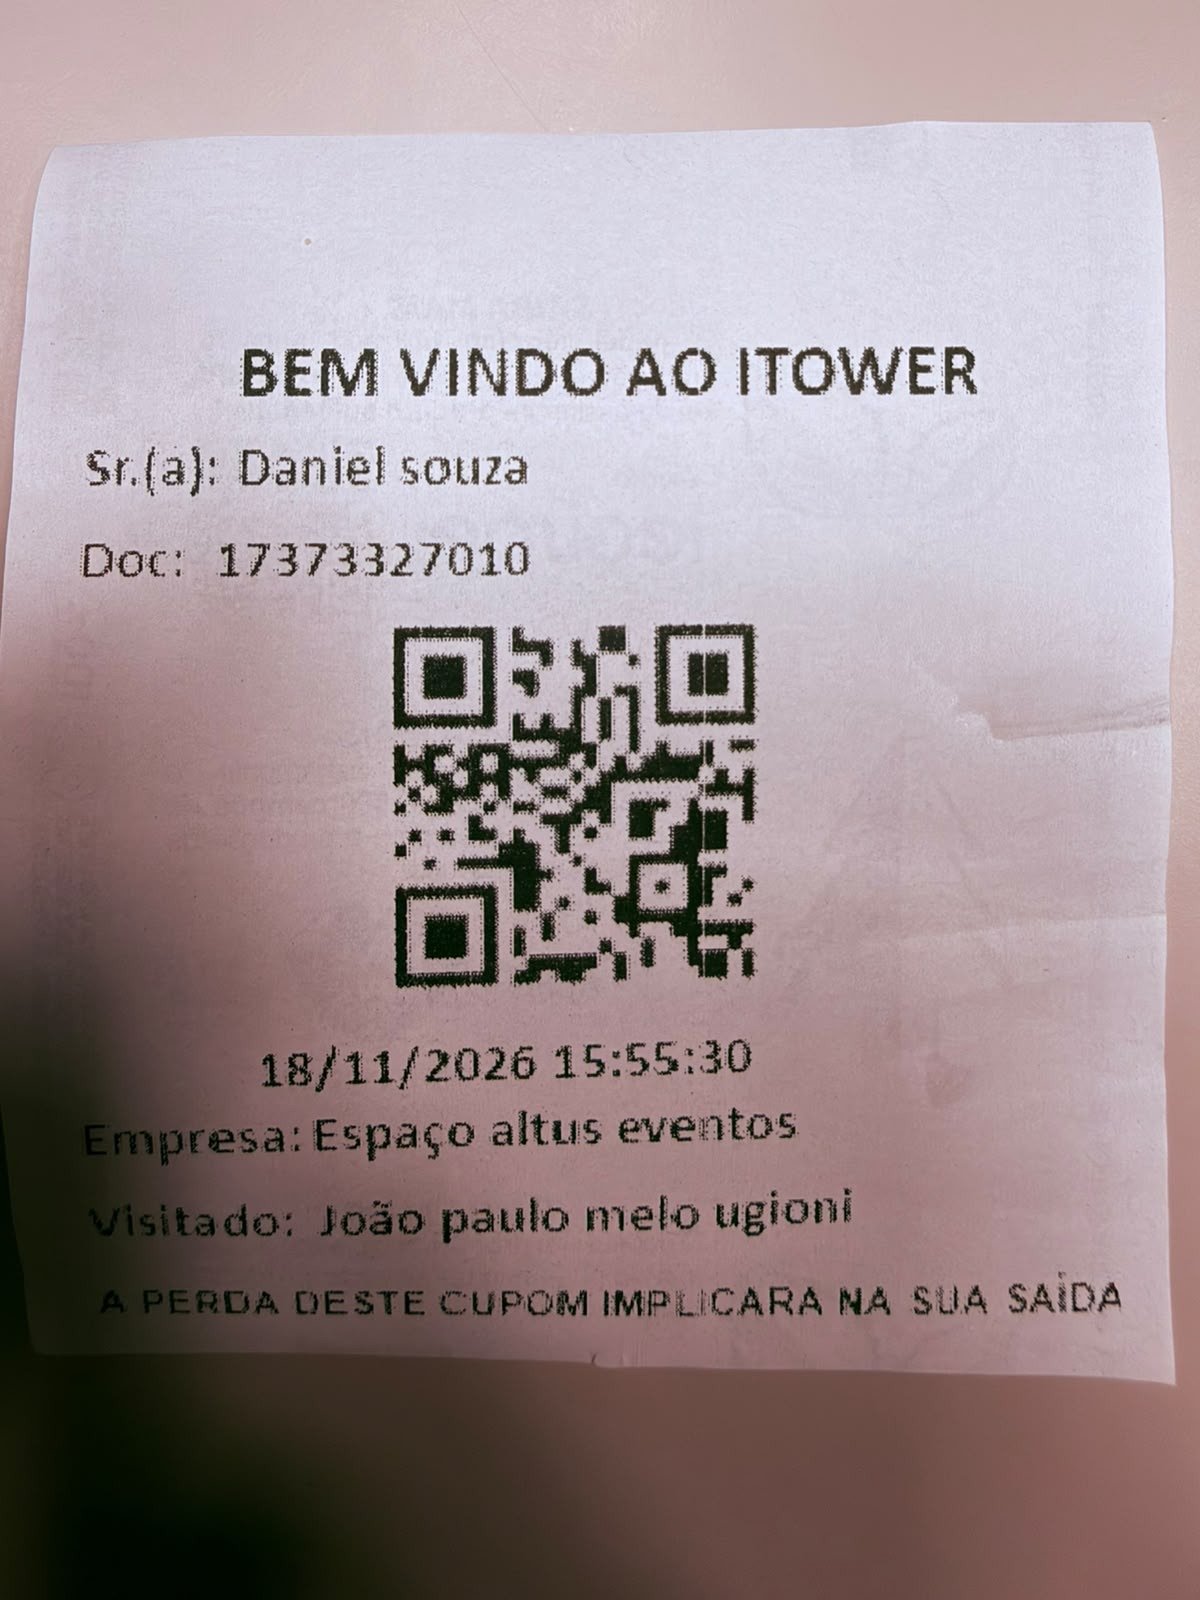 BEM VINDO AO ITOWER
Sr.(a): Daniel souza
Doc: 17373327010
18/11/2026 15:55:30
Empresa: Espaço altus eventos
Visitado: João paulo melo ugioni
A PERDA DESTE CUPOM IMPLICARA NA SUA SAÍDA